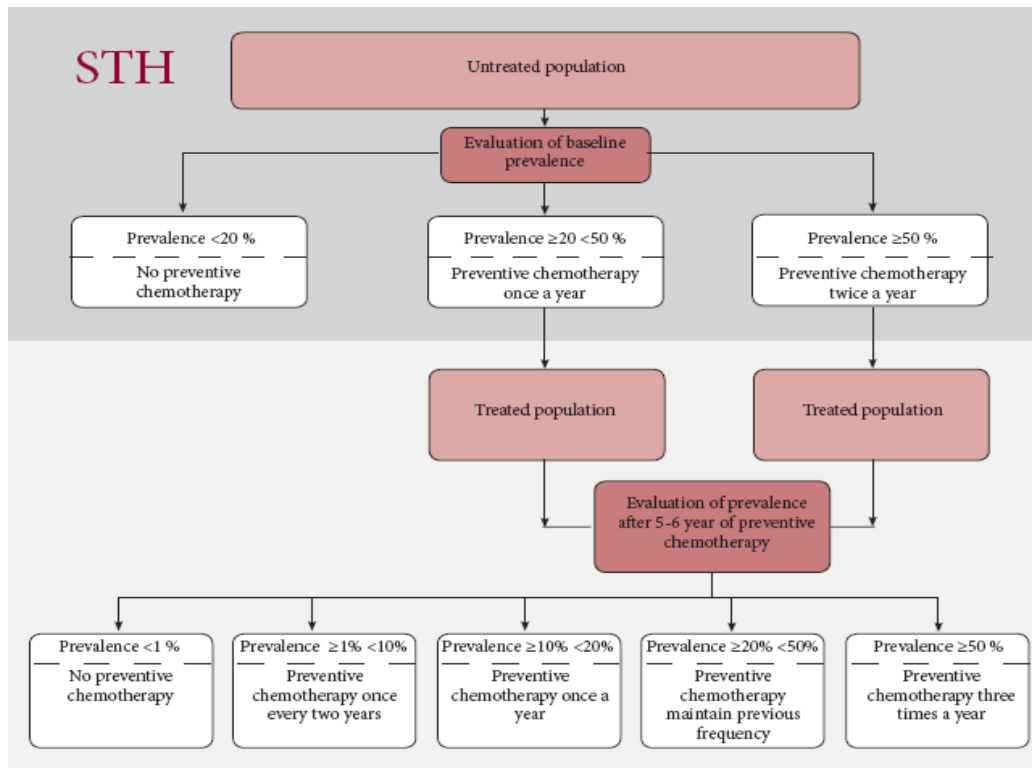 STH
Untreated population
Evaluation of baseline
prevalence
Prevalence <20 %
No preventive
chemotherapy
Prevalence ≥20 <50 %
Preventive chemotherapy
once a year
Prevalence ≥50 %
Preventive chemotherapy
twice a year
Treated population
Treated population
Evaluation of prevalence
after 5-6 year of preventive
chemotherapy
Prevalence <1 %
No preventive
chemotherapy
Prevalence ≥1% <10%
Preventive
chemotherapy once
every two years
Prevalence ≥10% <20%
Preventive
chemotherapy once a
year
Prevalence ≥20% <50%
Preventive
chemotherapy
maintain previous
frequency
Prevalence ≥50 %
Preventive
chemotherapy three
times a year